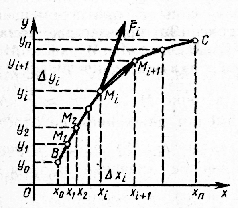 y
yₙ
yᵢ₊₁
Δyᵢ
yᵢ
y₂
y₁
y₀
F̄ᵢ
C
Mᵢ₊₁
Mᵢ
M₂
M₁
B
Δxᵢ
0
x₀ x₁ x₂ xᵢ xᵢ₊₁ xₙ x